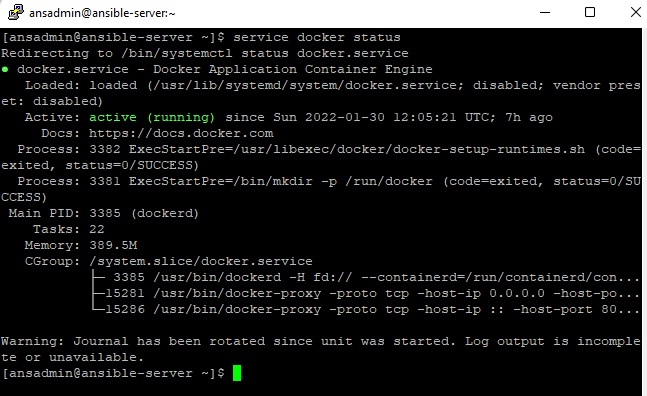 ansadmin@ansible-server:~
[ansadmin@ansible-server ~]$ service docker status
Redirecting to /bin/systemctl status docker.service
● docker.service - Docker Application Container Engine
   Loaded: loaded (/usr/lib/systemd/system/docker.service; disabled; vendor pres
et: disabled)
   Active: active (running) since Sun 2022-01-30 12:05:21 UTC; 7h ago
     Docs: https://docs.docker.com
  Process: 3382 ExecStartPre=/usr/libexec/docker/docker-setup-runtimes.sh (code=
exited, status=0/SUCCESS)
  Process: 3381 ExecStartPre=/bin/mkdir -p /run/docker (code=exited, status=0/SU
CCESS)
 Main PID: 3385 (dockerd)
    Tasks: 22
   Memory: 389.5M
   CGroup: /system.slice/docker.service
           ├─ 3385 /usr/bin/dockerd -H fd:// --containerd=/run/containerd/con...
           ├─15281 /usr/bin/docker-proxy -proto tcp -host-ip 0.0.0.0 -host-po...
           └─15286 /usr/bin/docker-proxy -proto tcp -host-ip :: -host-port 80...
Warning: Journal has been rotated since unit was started. Log output is incomple
te or unavailable.
[ansadmin@ansible-server ~]$